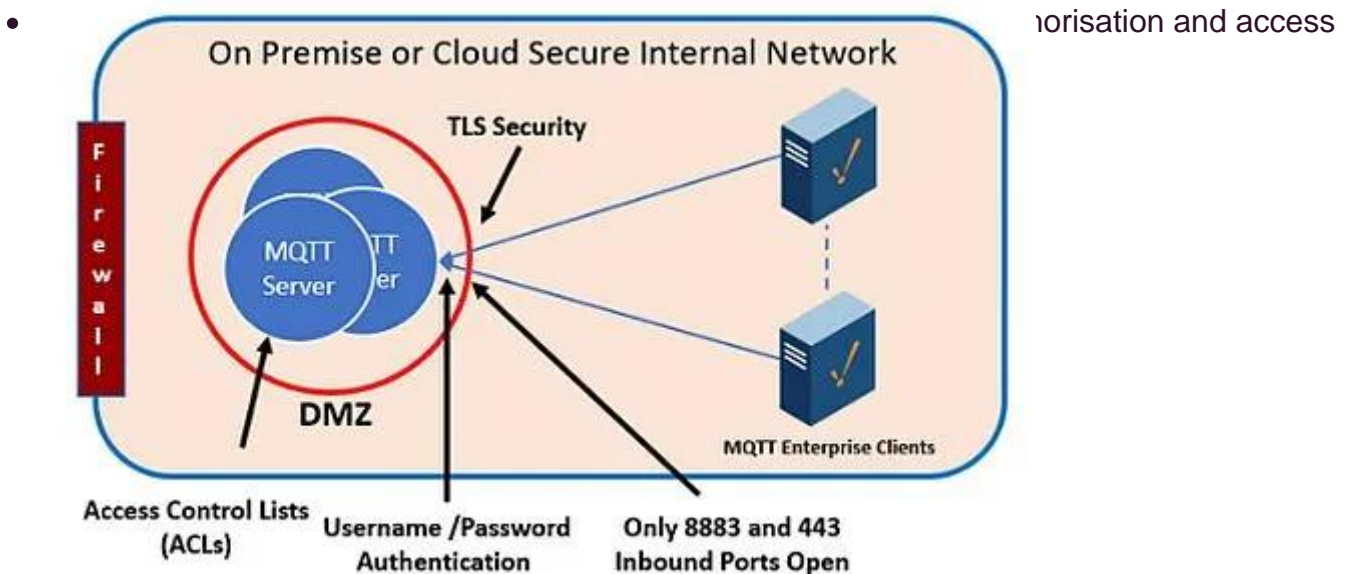 and access
On Premise or Cloud Secure Internal Network
Firewall
TLS Security
MQTT
Server
DMZ
MQTT Enterprise Clients
Access Control Lists
(ACLs)
Username /Password
Authentication
Only 8883 and 443
Inbound Ports Open